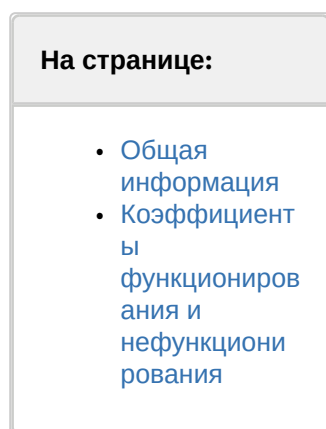 На странице:
• Общая
информация
• Коэффициент
ы
функциониров
ания и
нефункциони
рования